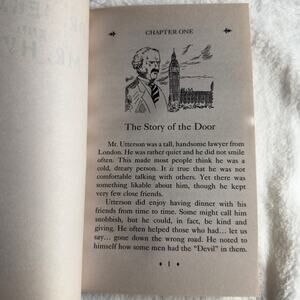 CHAPTER ONE
The Story of the Door
Mr. Utterson was a tall, handsome lawyer from
London. He was rather quiet and he did not smile
often. This made most people think he was a
cold, dreary person. It is true that he was not
comfortable talking with others. Yet there was
something likable about him, though he kept
very few close friends.
Utterson did enjoy having dinner with his
friends from time to time. Some might call him
snobbish, but he could, in fact, be kind and
giving. He often helped those who had... let us
say... gone down the wrong road. He noted to
himself how some men had the "Devil" in them.
1